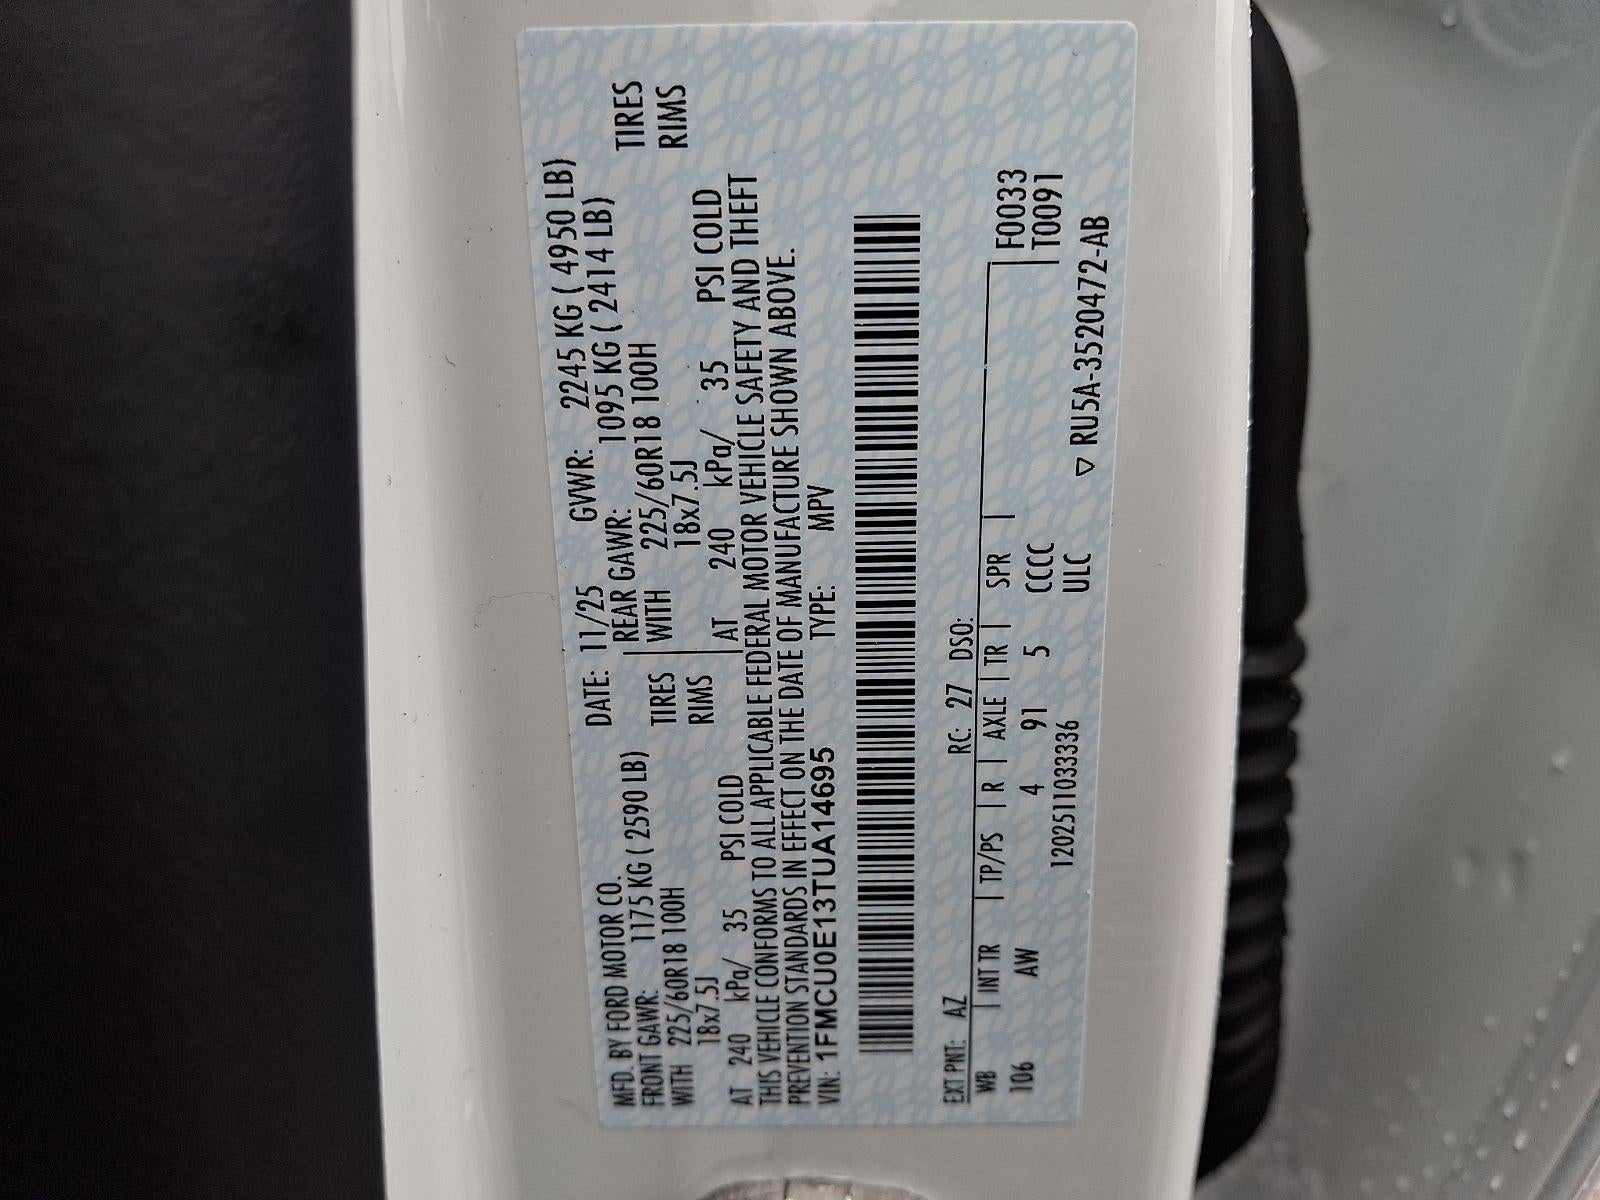 MFD. BY FORD MOTOR CO. DATE: 11/25 GVWR: 2245 KG ( 4950 LB)
FRONT GAWR: 1175 KG ( 2590 LB) REAR GAWR: 1095 KG ( 2414 LB)
WITH 225/60R18 100H TIRES WITH 225/60R18 100H TIRES
18x7.5J RIMS 18x7.5J RIMS
AT 240 kPa/ 35 PSI COLD AT 240 kPa/ 35 PSI COLD
THIS VEHICLE CONFORMS TO ALL APPLICABLE FEDERAL MOTOR VEHICLE SAFETY AND THEFT
PREVENTION STANDARDS IN EFFECT ON THE DATE OF MANUFACTURE SHOWN ABOVE.
VIN: 1FMCU0E13TUA14695 TYPE: MPV
EXT PNT: AZ RC: 27 DSO:
WB INT TR TP/PS R AXLE TR SPR F0033
106 AW 4 91 5 CCCC T0091
1202511033336 ULC
▽ RU5A-3520472-AB